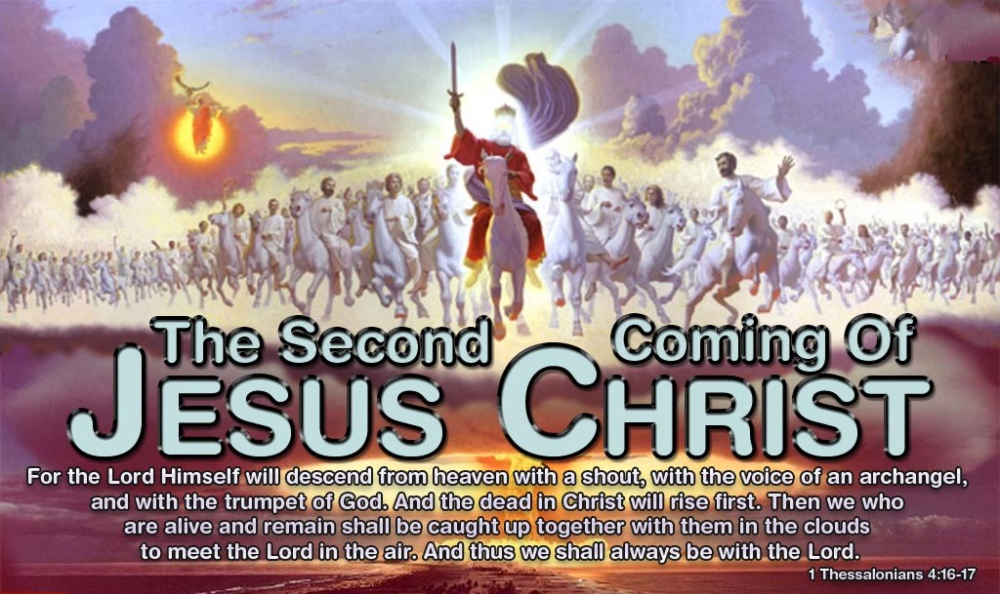 The Second Coming Of
JESUS CHRIST
For the Lord Himself will descend from heaven with a shout, with the voice of an archangel,
and with the trumpet of God. And the dead in Christ will rise first. Then we who
are alive and remain shall be caught up together with them in the clouds
to meet the Lord in the air. And thus we shall always be with the Lord.
1 Thessalonians 4:16-17